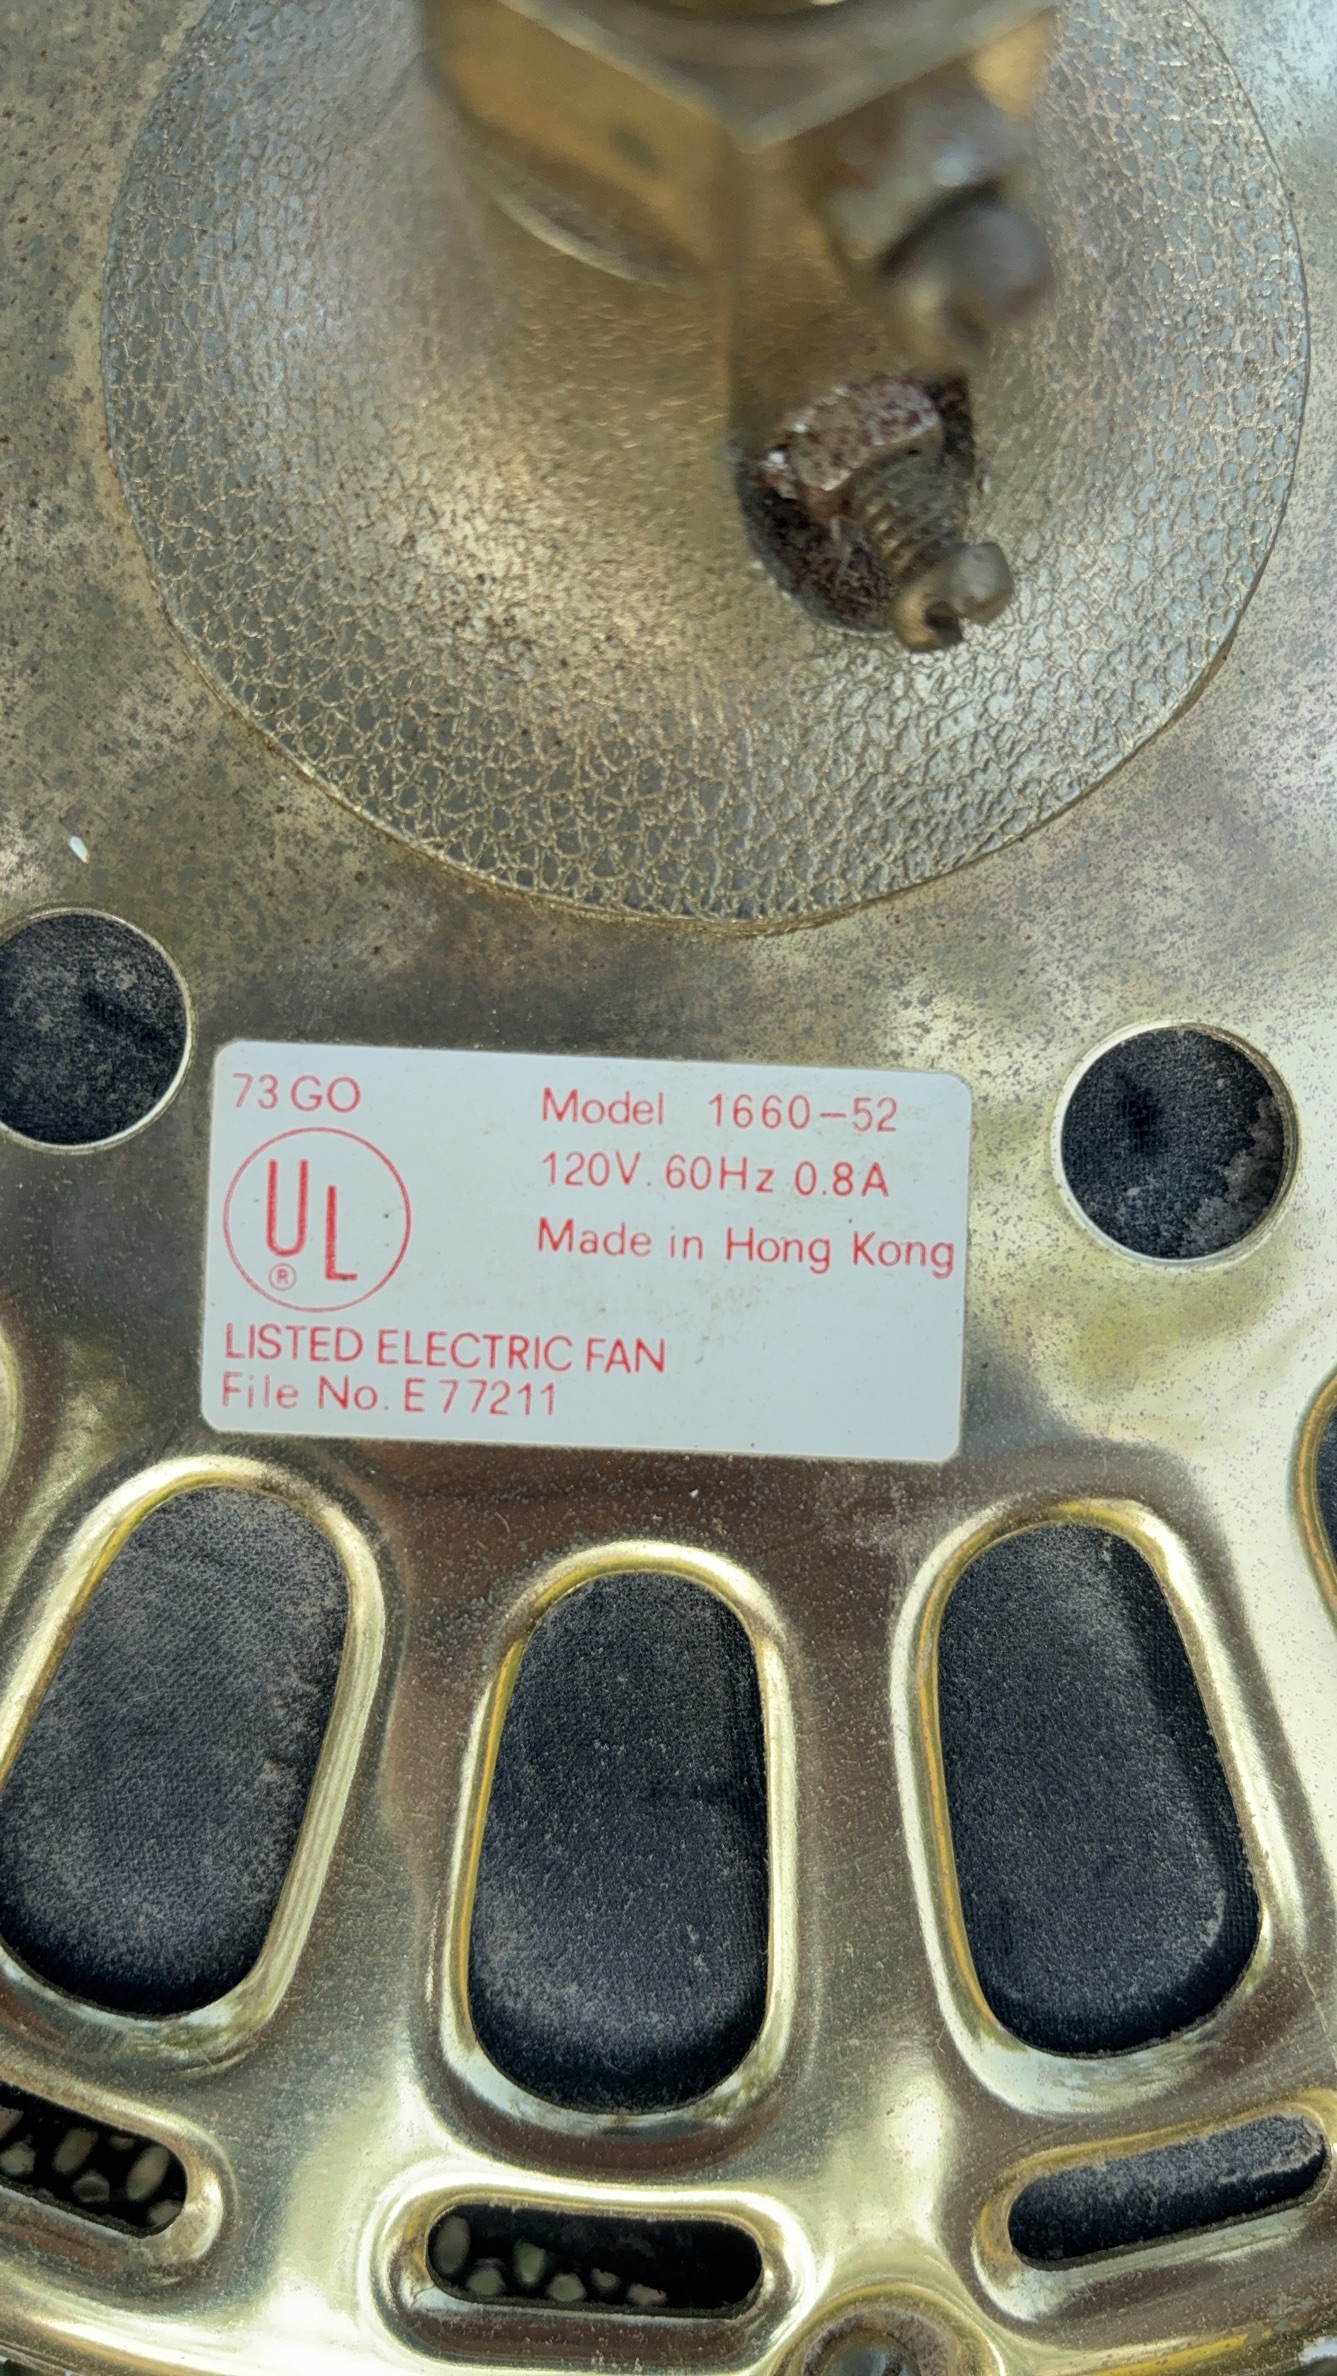 73 GO
UL
®
Model 1660-52
120V. 60Hz 0.8A
Made in Hong Kong
LISTED ELECTRIC FAN
File No. E77211